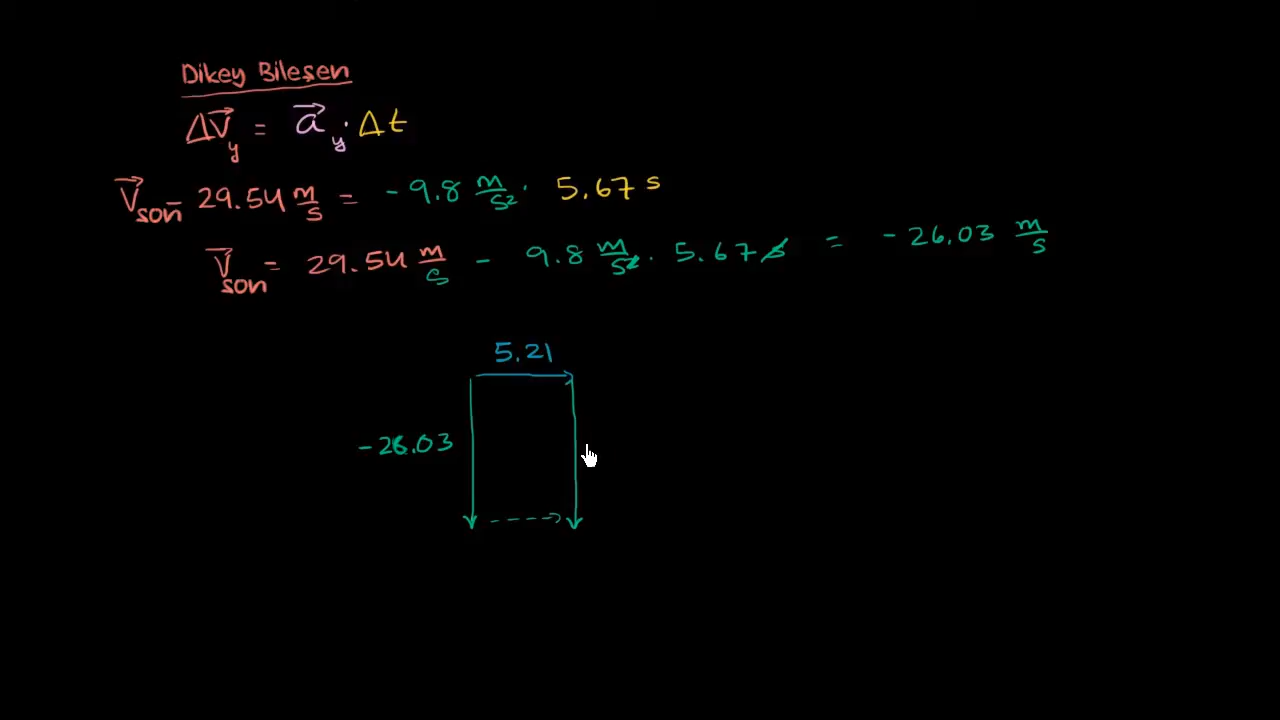 Dikey Bileşen
ΔV⃗y = a⃗y · Δt
V⃗son - 29.54 m/s = -9.8 m/s² · 5.67 s
V⃗son = 29.54 m/s - 9.8 m/s² · 5.67 s = -26.03 m/s
5.21
-26.03